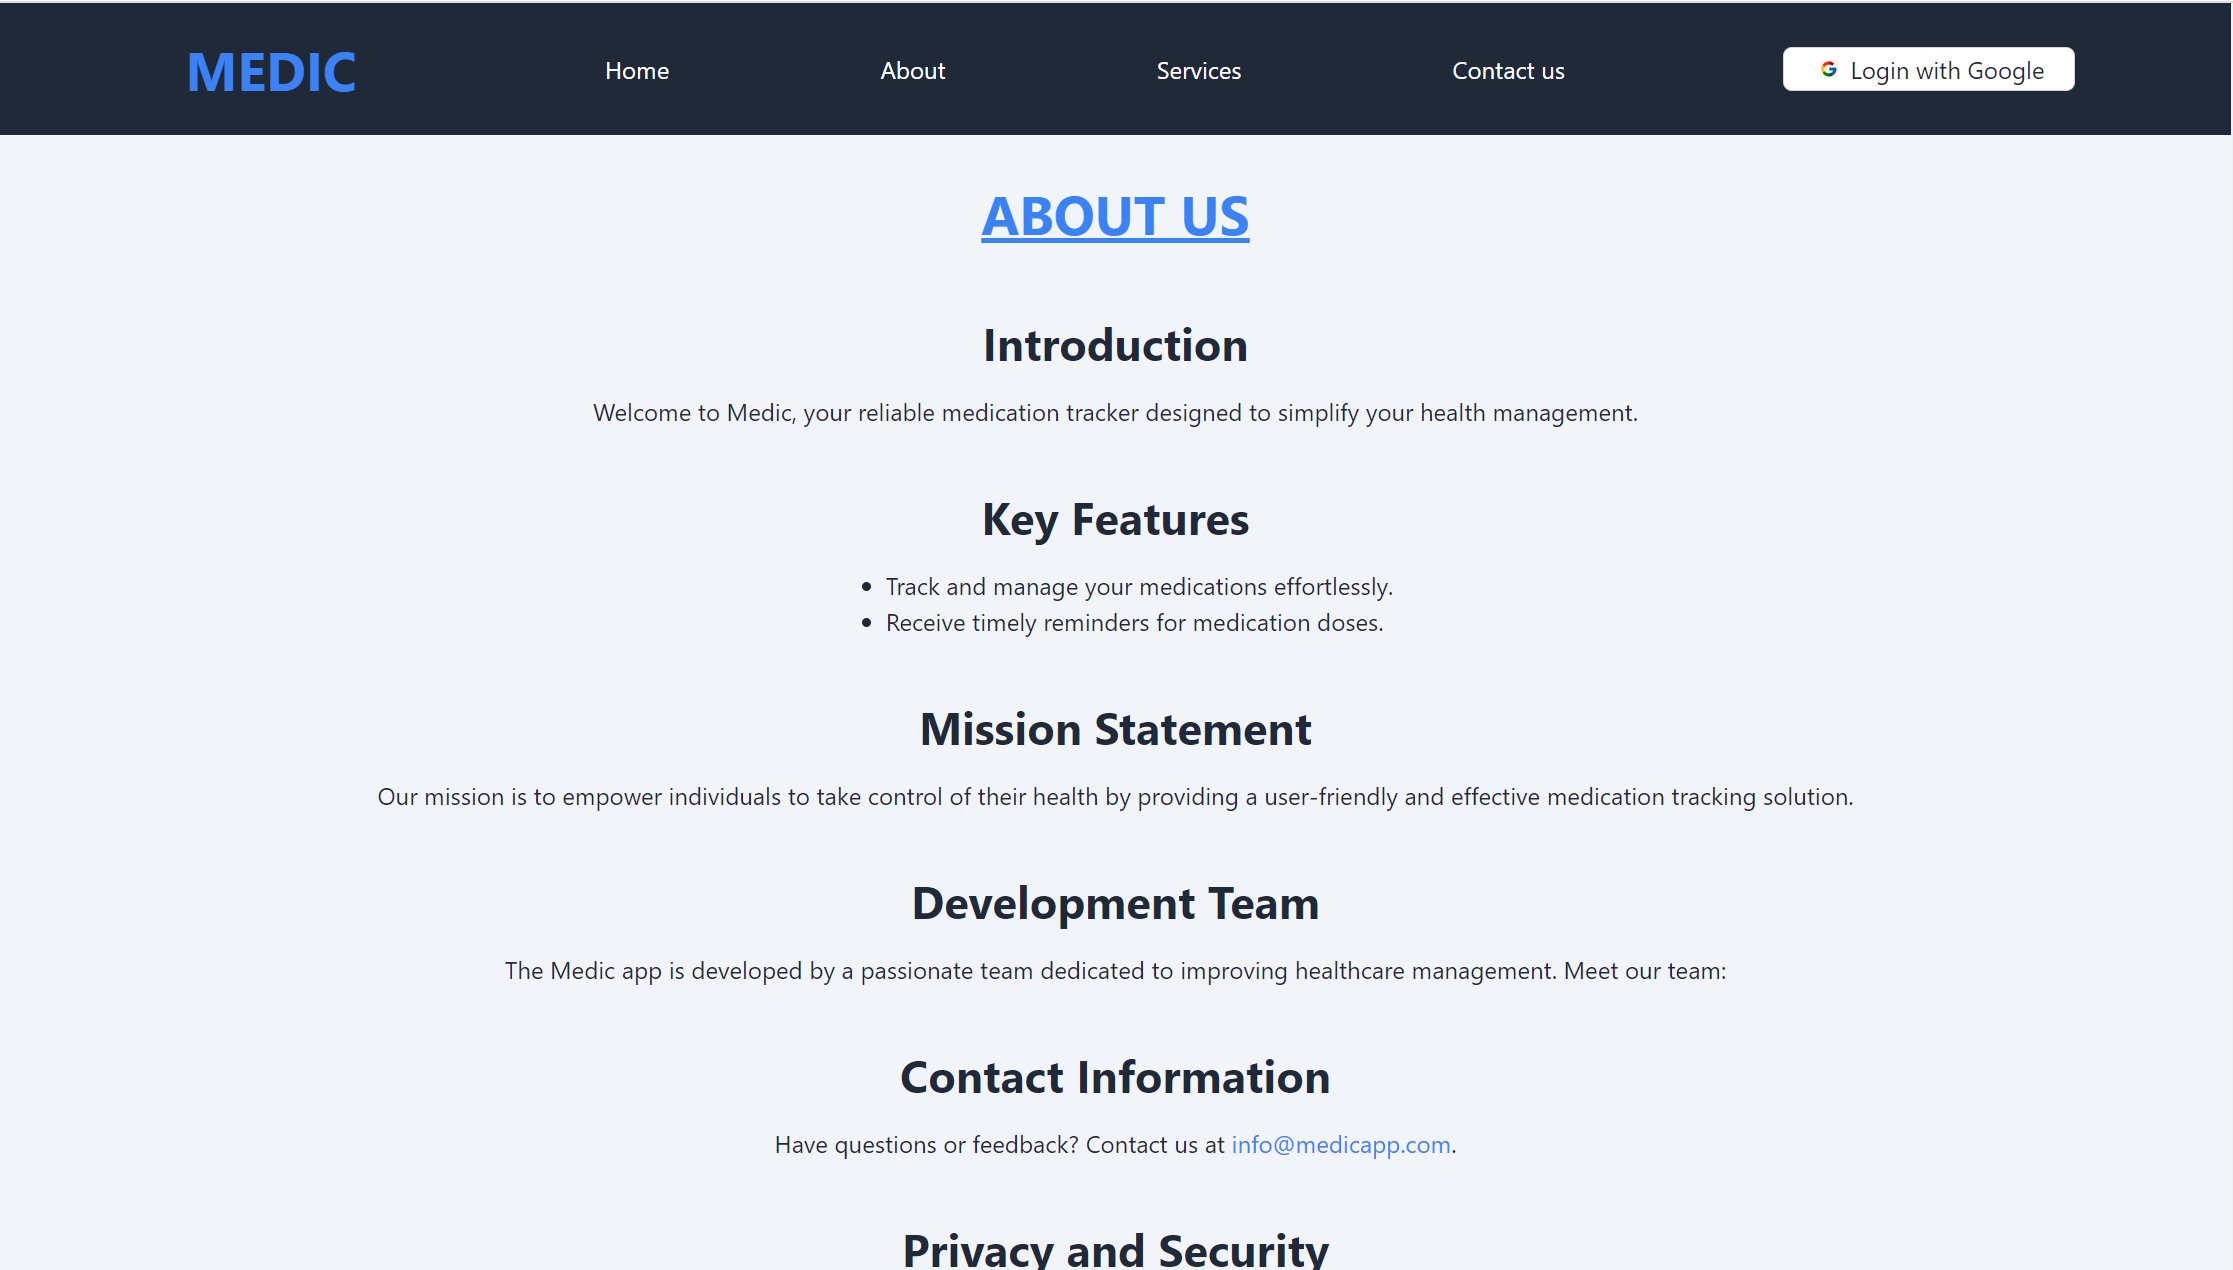 MEDIC
Home
About
Services
Contact us
Login with Google
ABOUT US
Introduction
Welcome to Medic, your reliable medication tracker designed to simplify your health management.
Key Features
• Track and manage your medications effortlessly.
• Receive timely reminders for medication doses.
Mission Statement
Our mission is to empower individuals to take control of their health by providing a user-friendly and effective medication tracking solution.
Development Team
The Medic app is developed by a passionate team dedicated to improving healthcare management. Meet our team:
Contact Information
Have questions or feedback? Contact us at info@medicapp.com.
Privacy and Security